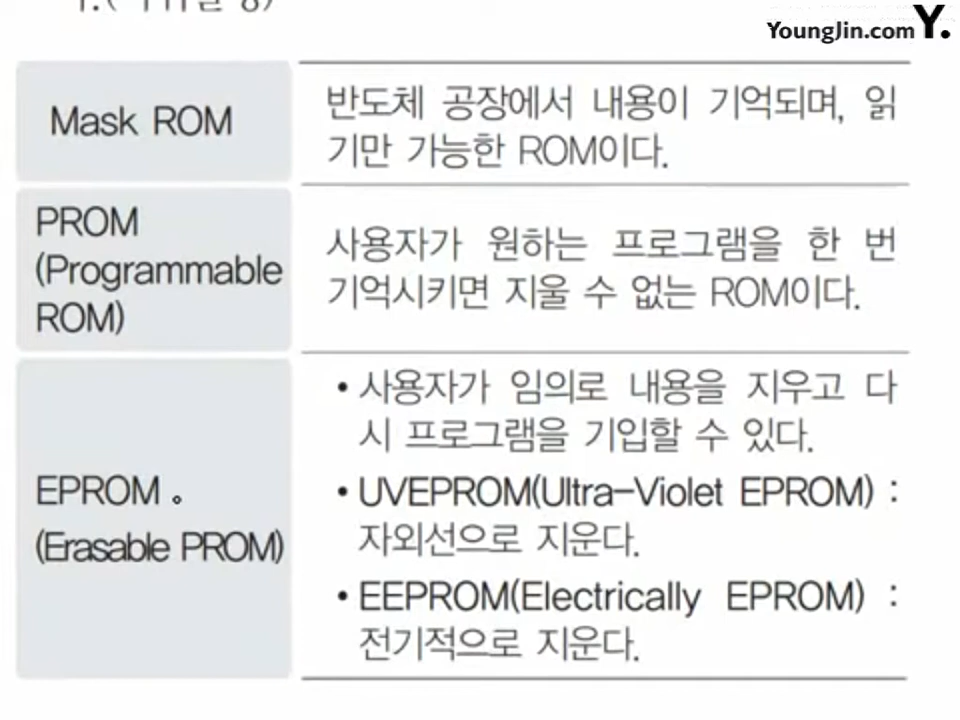 YoungJin.com Y.
Mask ROM
반도체 공장에서 내용이 기억되며, 읽
기만 가능한 ROM이다.
PROM
(Programmable
ROM)
사용자가 원하는 프로그램을 한 번
기억시키면 지울 수 없는 ROM이다.
EPROM
(Erasable PROM)
• 사용자가 임의로 내용을 지우고 다
시 프로그램을 기입할 수 있다.
• UVEPROM(Ultra-Violet EPROM) :
자외선으로 지운다.
• EEPROM(Electrically EPROM) :
전기적으로 지운다.